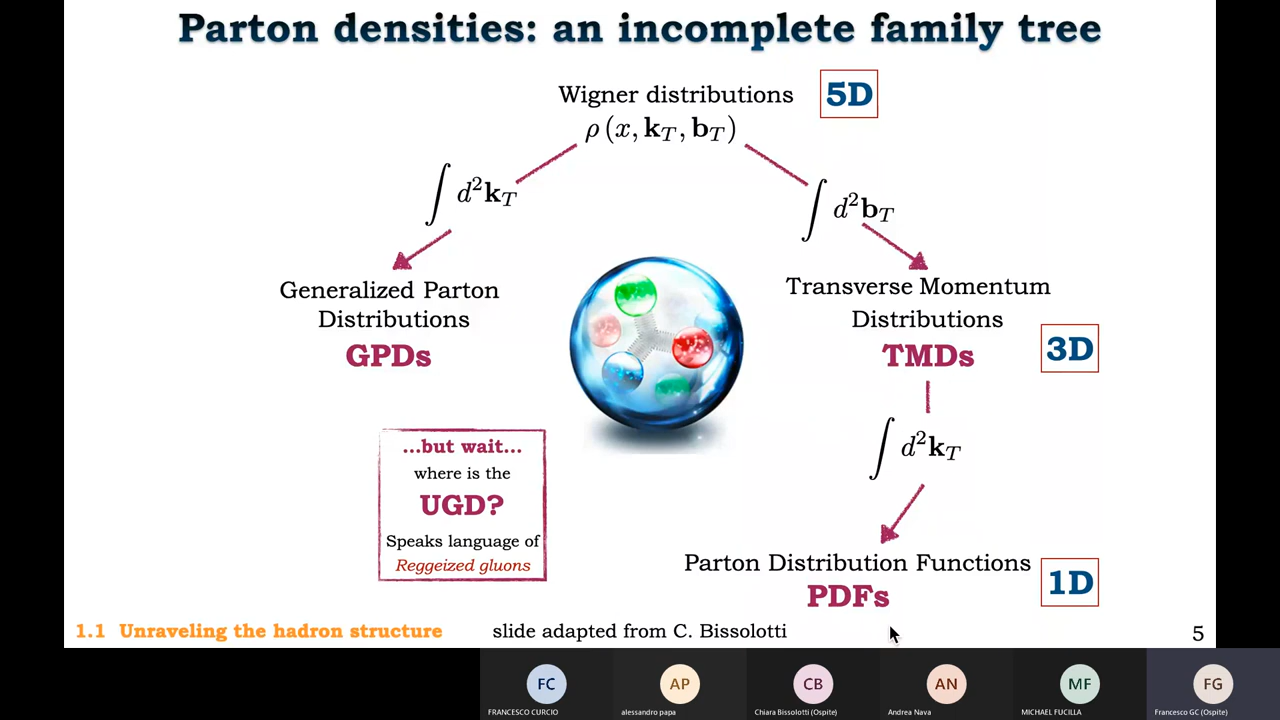 Parton densities: an incomplete family tree
Wigner distributions
5D
ρ (x, k_T, b_T)
∫ d²k_T
∫ d²b_T
Generalized Parton
Distributions
GPDs
Transverse Momentum
Distributions
TMDs
3D
∫ d²k_T
...but wait...
where is the
UGD?
Speaks language of
Reggeized gluons
Parton Distribution Functions
PDFs
1D
1.1 Unraveling the hadron structure
slide adapted from C. Bissolotti
5
FC
AP
CB
AN
MF
FG
FRANCESCO CURCIO
alessandro papa
Chiara Bissolotti (Ospite)
Andrea Nava
MICHAEL FUCILLA
Francesco GC (Ospite)